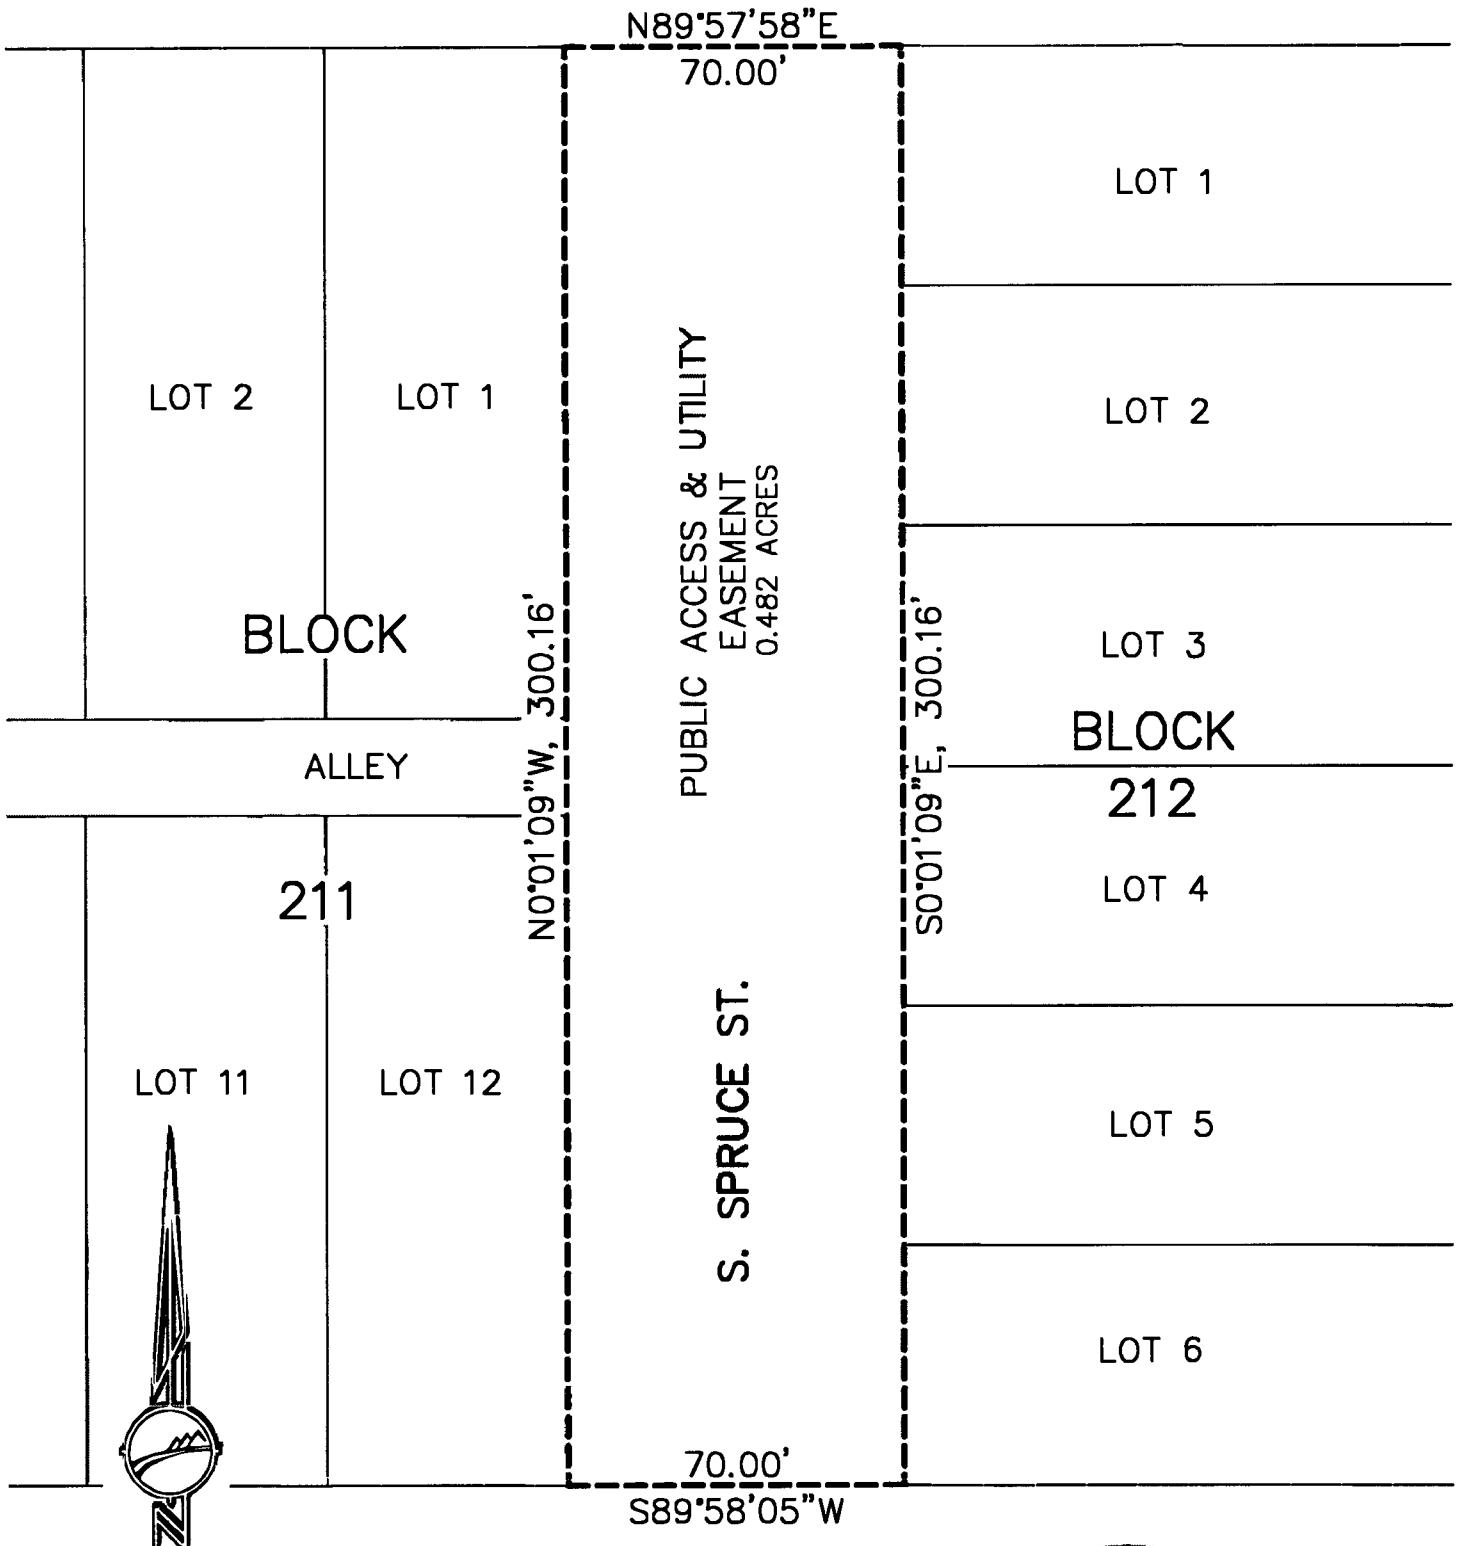 N89°57'58"E
70.00'
LOT 1
LOT 2
LOT 1
LOT 2
PUBLIC ACCESS & UTILITY
EASEMENT
0.482 ACRES
BLOCK
N0°01'09"W, 300.16'
S0°01'09"E, 300.16'
LOT 3
BLOCK
ALLEY
212
211
LOT 4
LOT 11
LOT 12
S. SPRUCE ST.
LOT 5
LOT 6
70.00'
S89°58'05"W
N